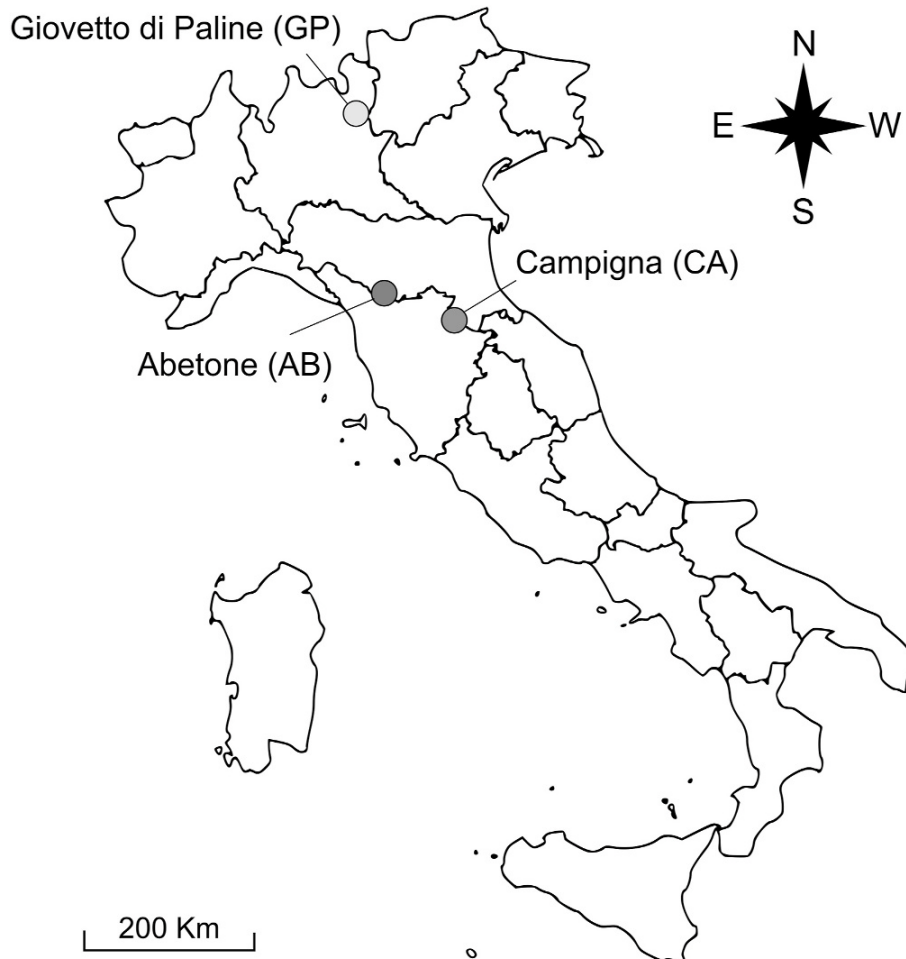 Giovetto di Paline (GP)
N
E
W
S
Campigna (CA)
Abetone (AB)
200 Km